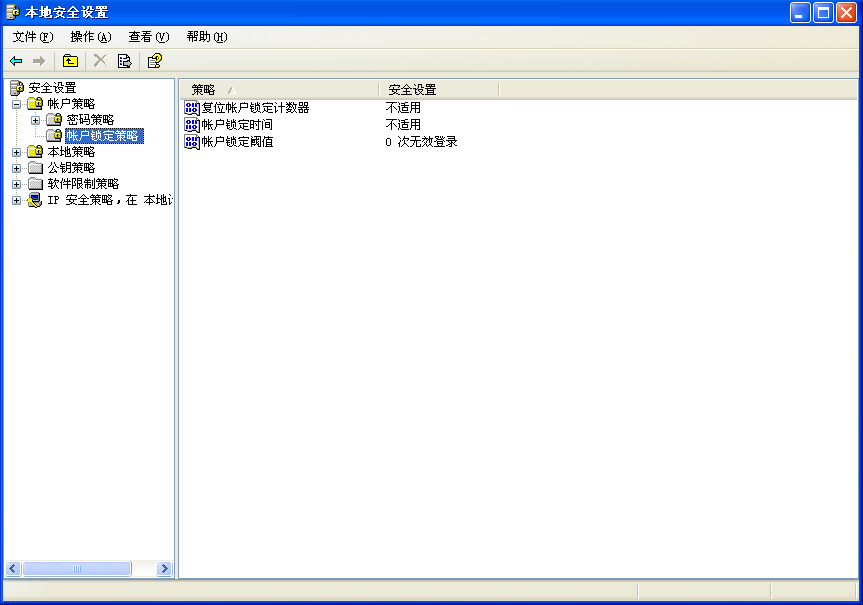 本地安全设置
文件(F) 操作(A) 查看(V) 帮助(H)
安全设置
帐户策略
密码策略
帐户锁定策略
本地策略
公钥策略
软件限制策略
IP 安全策略，在 本地计
策略 安全设置
复位帐户锁定计数器 不适用
帐户锁定时间 不适用
帐户锁定阈值 0 次无效登录